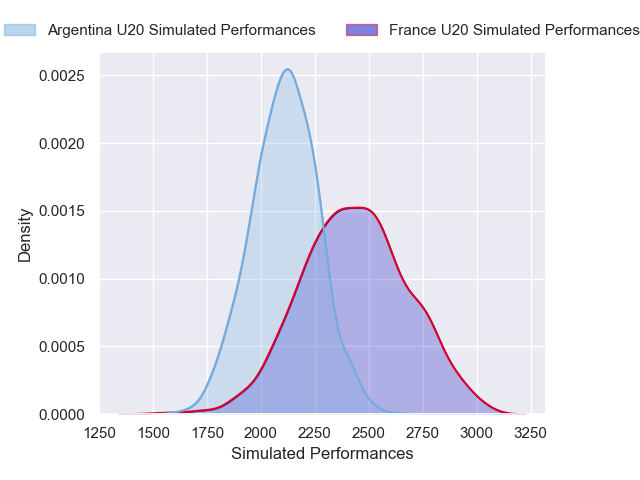 Argentina U20 Simulated Performances France U20 Simulated Performances
0.0025
0.0020
0.0015
0.0010
0.0005
0.0000
Density
1250 1500 1750 2000 2250 2500 2750 3000 3250
Simulated Performances